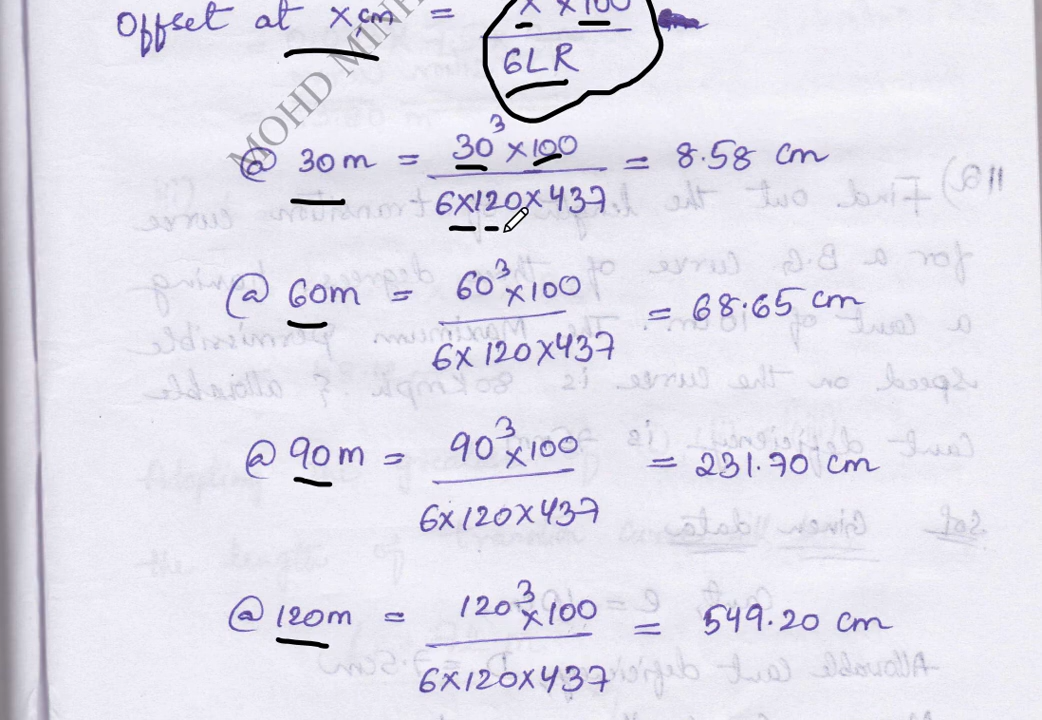 Offset at x cm = x × 100
6LR
MOHD MINH
@ 30m = 30³ × 100 = 8.58 cm
6×120×437
@ 60m = 60³ × 100 = 68.65 cm
6×120×437
@ 90m = 90³ × 100 = 231.70 cm
6×120×437
@ 120m = 120³ × 100 = 549.20 cm
6×120×437